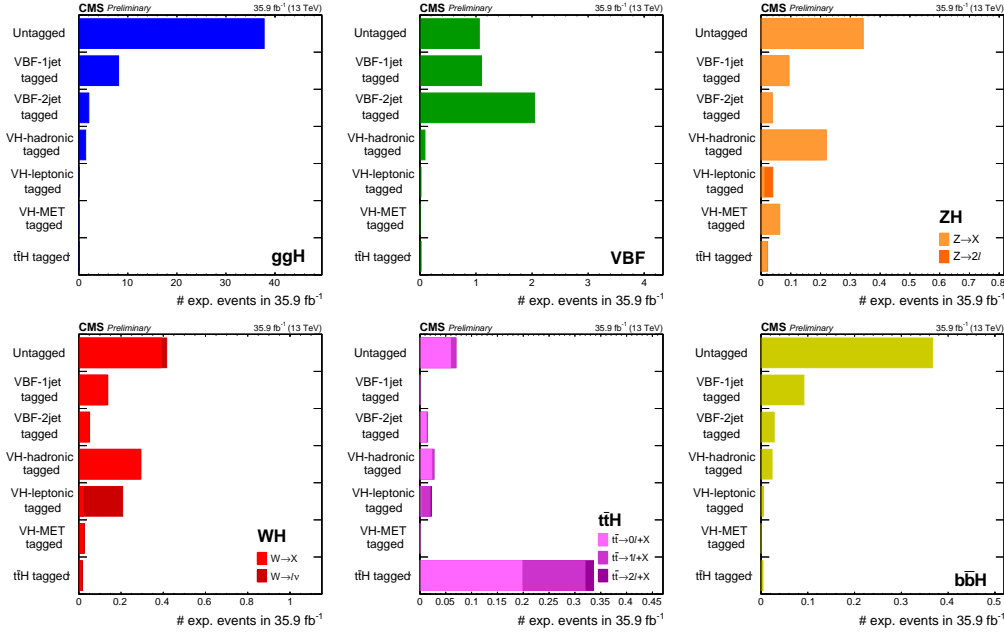 CMS Preliminary 35.9 fb⁻¹ (13 TeV)
Untagged
VBF-1jet
tagged
VBF-2jet
tagged
VH-hadronic
tagged
VH-leptonic
tagged
VH-MET
tagged
tt̄H tagged
ggH
0 10 20 30 40
# exp. events in 35.9 fb⁻¹
CMS Preliminary 35.9 fb⁻¹ (13 TeV)
Untagged
VBF-1jet
tagged
VBF-2jet
tagged
VH-hadronic
tagged
VH-leptonic
tagged
VH-MET
tagged
tt̄H tagged
VBF
0 1 2 3 4
# exp. events in 35.9 fb⁻¹
CMS Preliminary 35.9 fb⁻¹ (13 TeV)
Untagged
VBF-1jet
tagged
VBF-2jet
tagged
VH-hadronic
tagged
VH-leptonic
tagged
VH-MET
tagged
tt̄H tagged
ZH
Z→X
Z→2l
0 0.1 0.2 0.3 0.4 0.5 0.6 0.7 0.8
# exp. events in 35.9 fb⁻¹
CMS Preliminary 35.9 fb⁻¹ (13 TeV)
Untagged
VBF-1jet
tagged
VBF-2jet
tagged
VH-hadronic
tagged
VH-leptonic
tagged
VH-MET
tagged
tt̄H tagged
WH
W→X
W→lν
0 0.2 0.4 0.6 0.8 1
# exp. events in 35.9 fb⁻¹
CMS Preliminary 35.9 fb⁻¹ (13 TeV)
Untagged
VBF-1jet
tagged
VBF-2jet
tagged
VH-hadronic
tagged
VH-leptonic
tagged
VH-MET
tagged
tt̄H tagged
tt̄H
tt̄→0l+X
tt̄→1l+X
tt̄→2l+X
0 0.05 0.1 0.15 0.2 0.25 0.3 0.35 0.4 0.45
# exp. events in 35.9 fb⁻¹
CMS Preliminary 35.9 fb⁻¹ (13 TeV)
Untagged
VBF-1jet
tagged
VBF-2jet
tagged
VH-hadronic
tagged
VH-leptonic
tagged
VH-MET
tagged
tt̄H tagged
bb̄H
0 0.1 0.2 0.3 0.4 0.5
# exp. events in 35.9 fb⁻¹